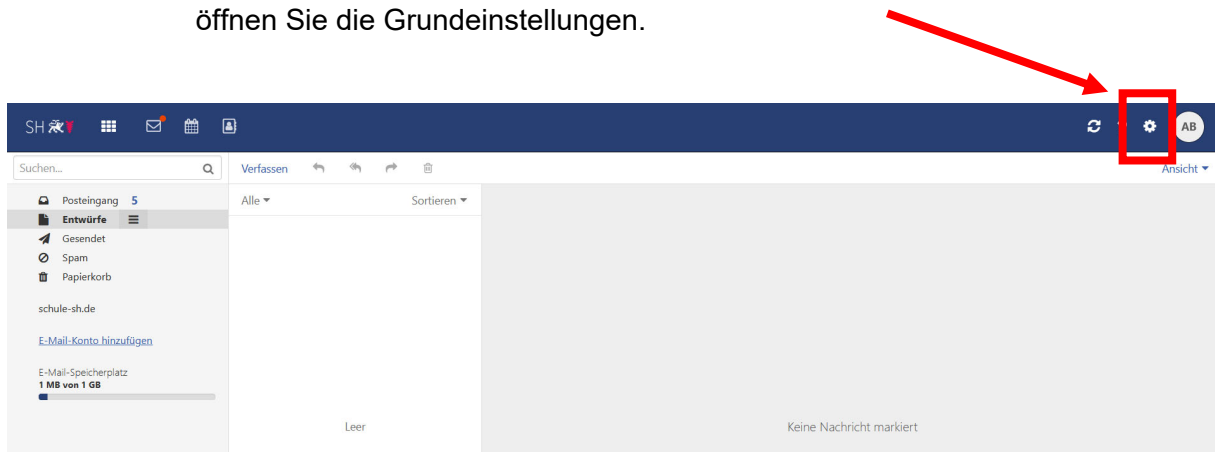 öffnen Sie die Grundeinstellungen.
SH
AB
Suchen...
Verfassen
Ansicht
Posteingang 5
Alle
Sortieren
Entwürfe
Gesendet
Spam
Papierkorb
schule-sh.de
E-Mail-Konto hinzufügen
E-Mail-Speicherplatz
1 MB von 1 GB
Leer
Keine Nachricht markiert